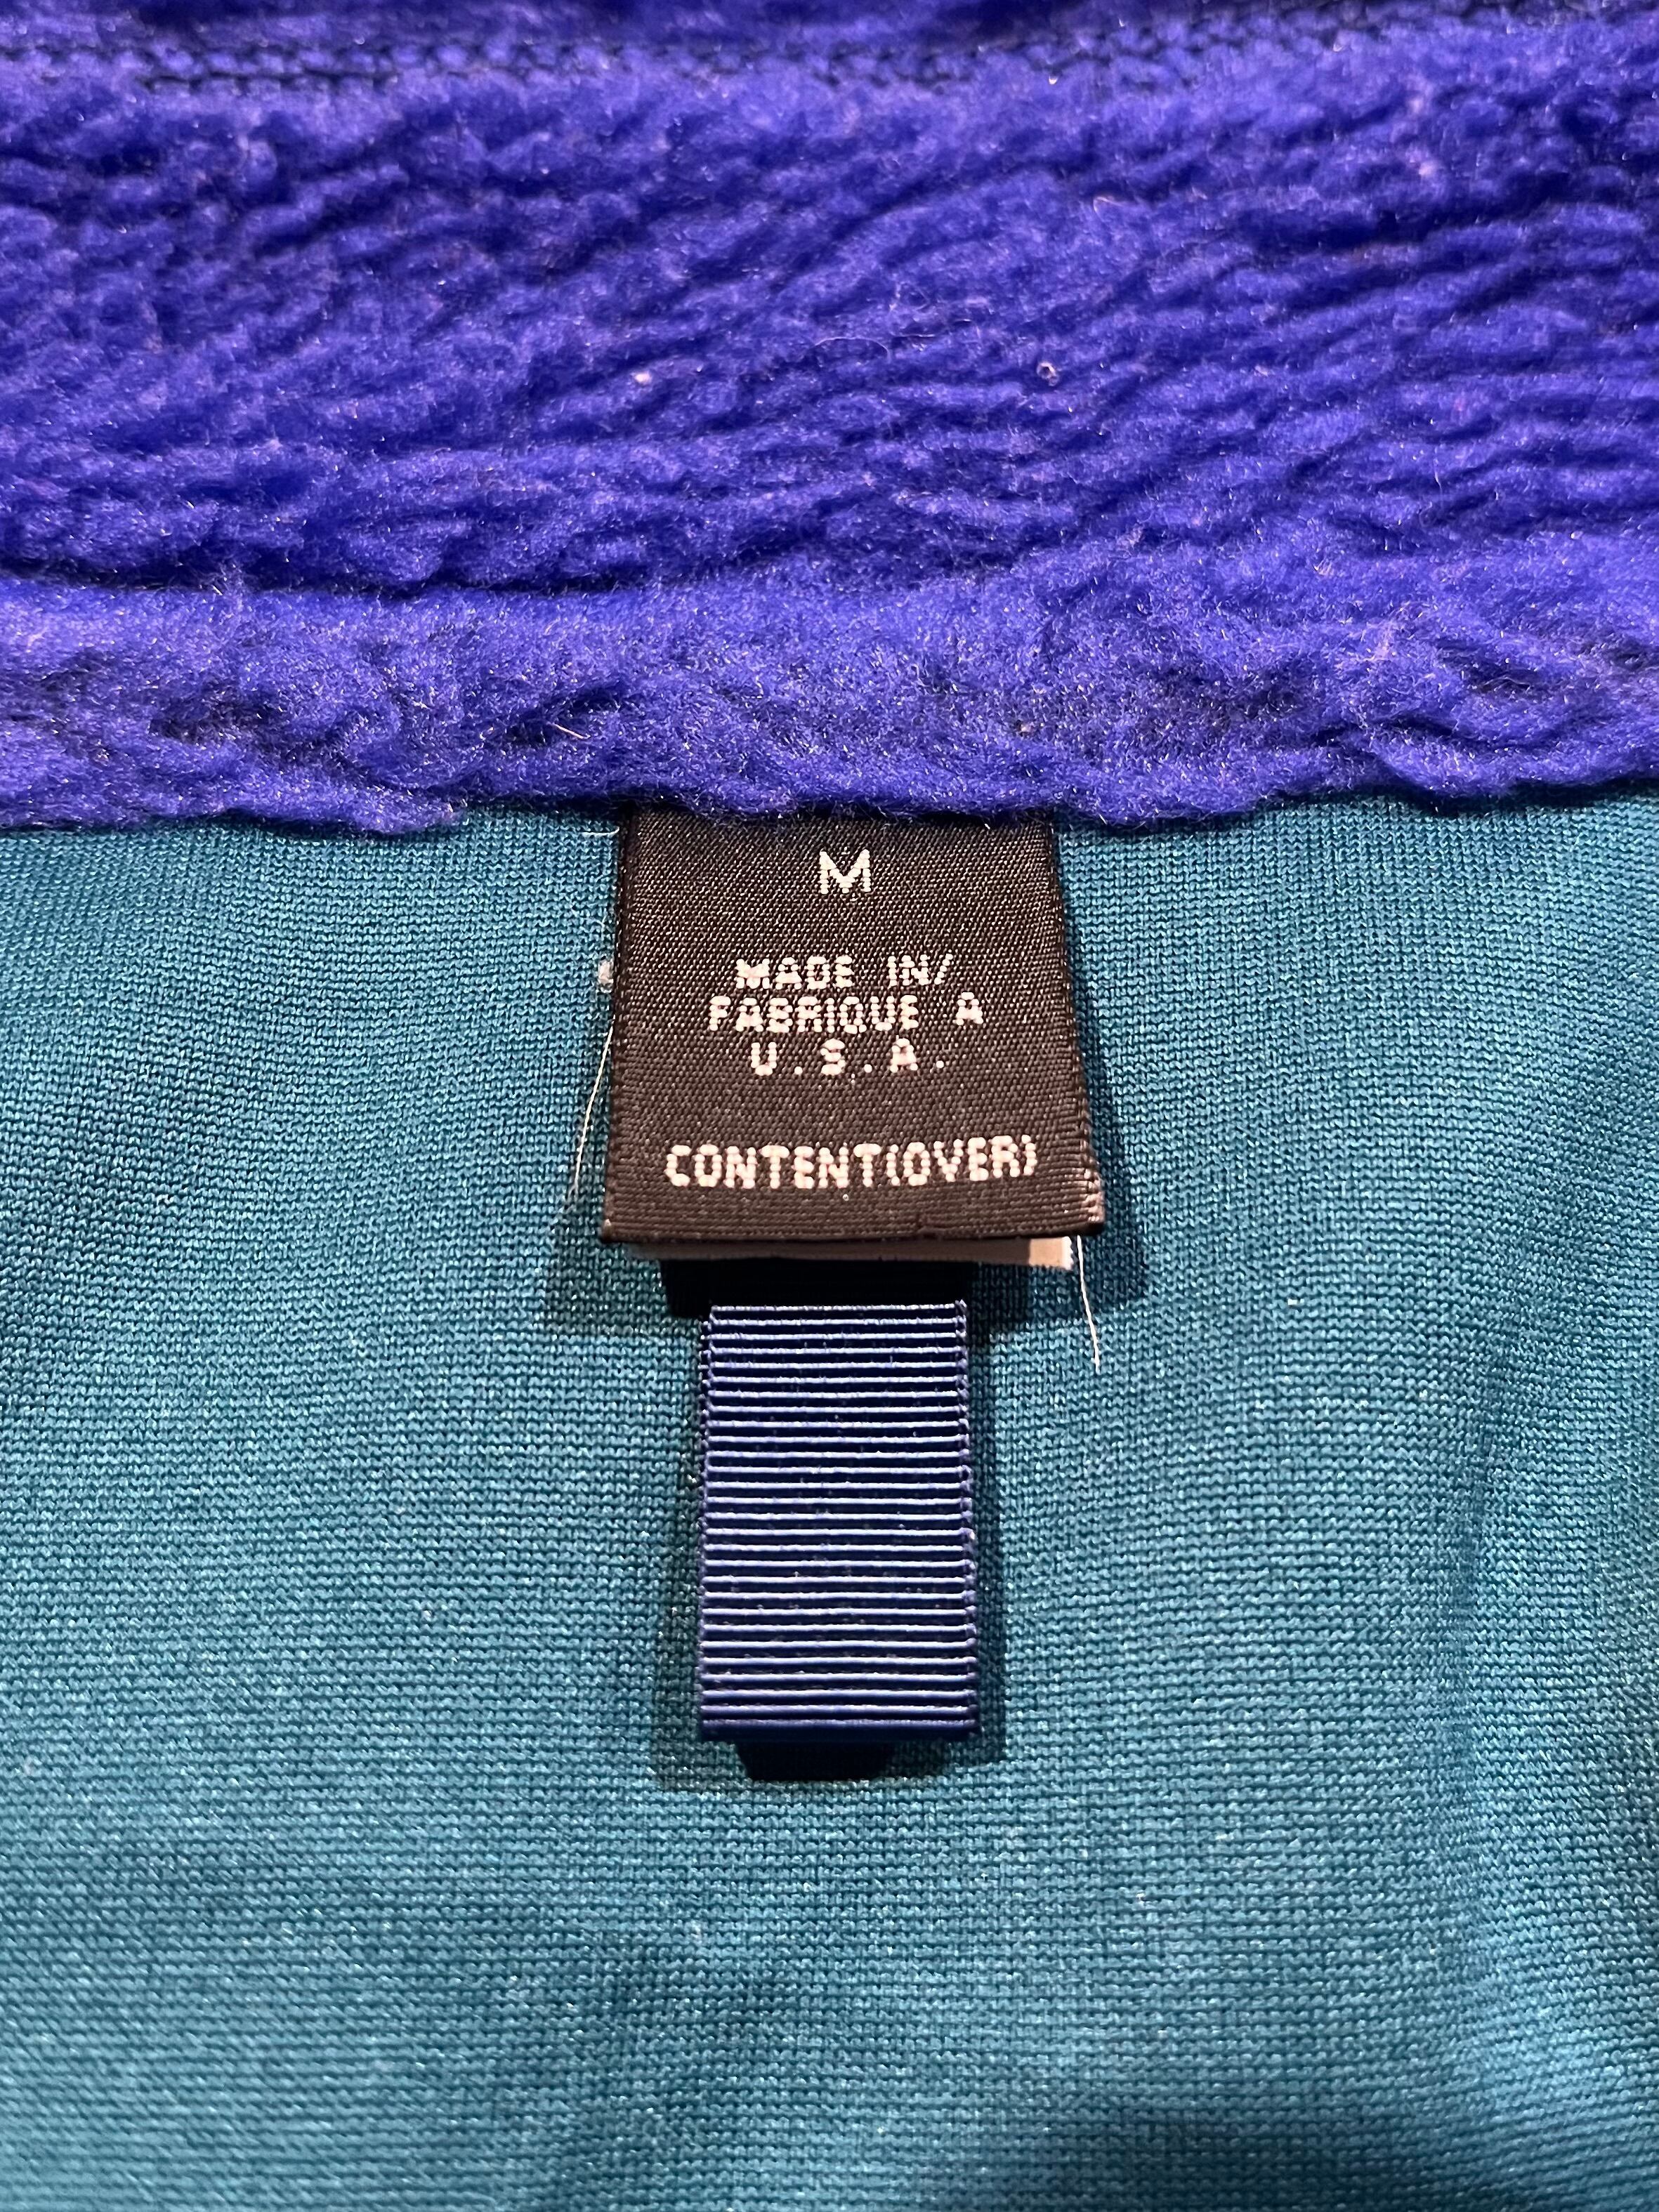 M
MADE IN/
FABRIQUE A
U.S.A.
CONTENT(OVER)